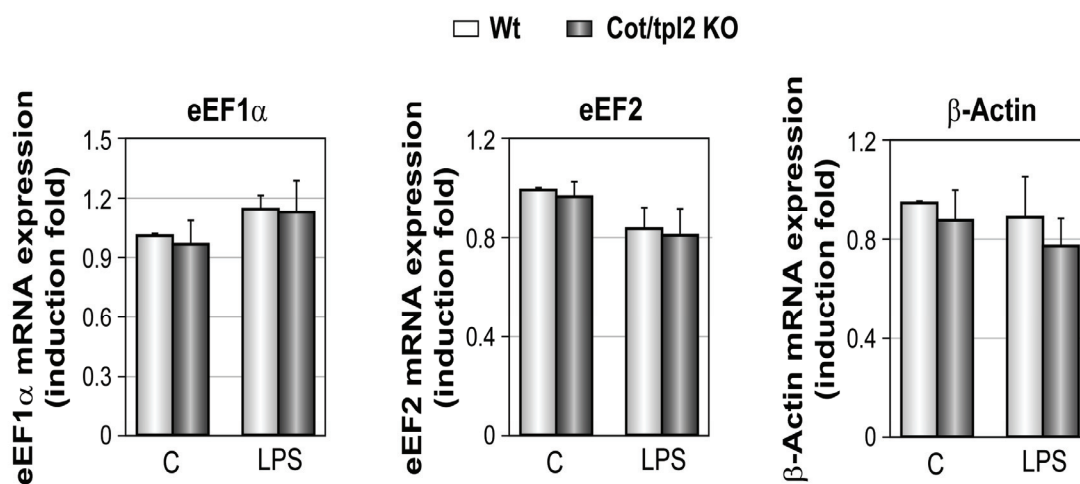 Wt Cot/tpl2 KO
eEF1α
eEF1α mRNA expression
(induction fold)
1.5
1.2
0.9
0.6
0.3
0
C LPS
eEF2
eEF2 mRNA expression
(induction fold)
1.2
0.8
0.4
0
C LPS
β-Actin
β-Actin mRNA expression
(induction fold)
1.2
0.8
0.4
0
C LPS